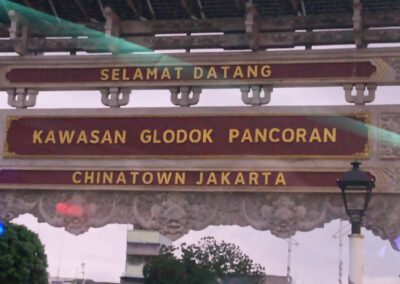 SELAMAT DATANG
KAWASAN GLODOK PANCORAN
CHINATOWN JAKARTA